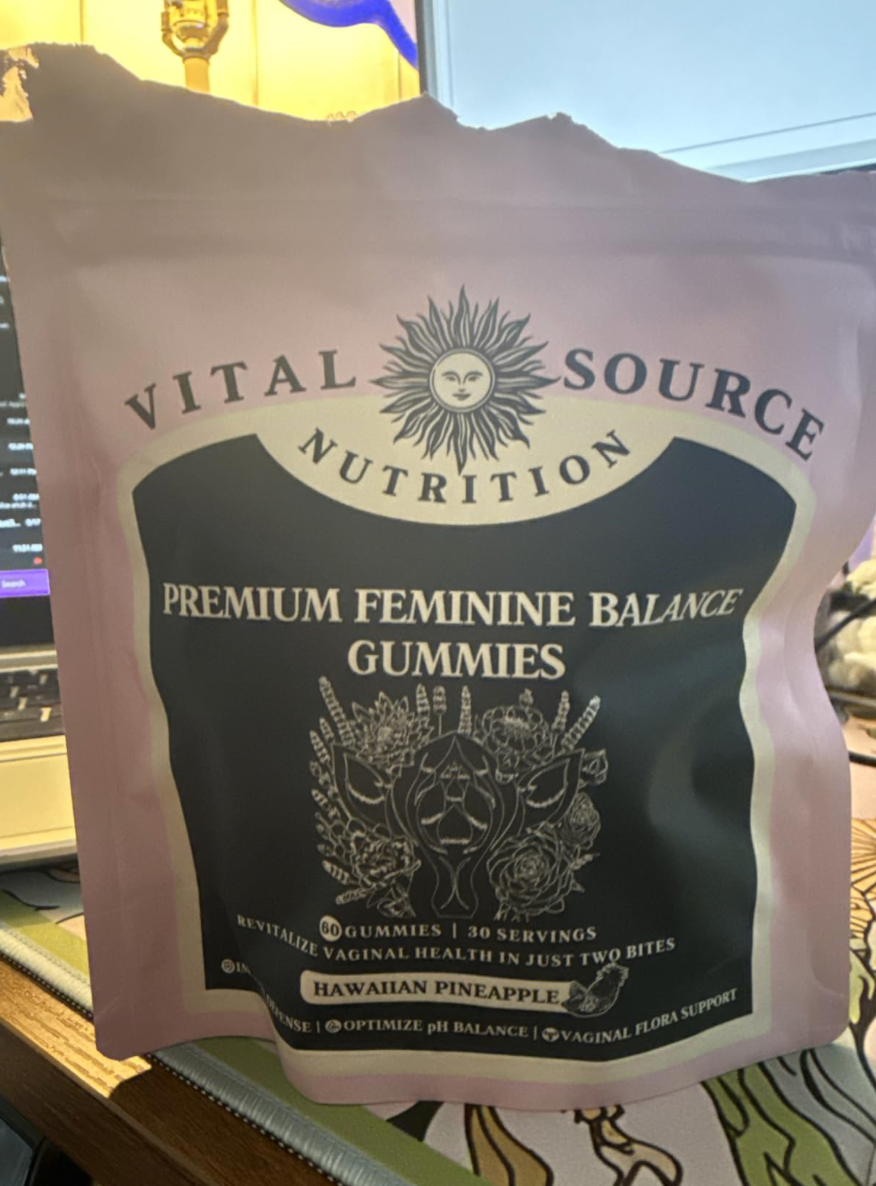 VITAL SOURCE
NUTRITION
PREMIUM FEMININE BALANCE
GUMMIES
60 GUMMIES | 30 SERVINGS
REVITALIZE VAGINAL HEALTH IN JUST TWO BITES
HAWAIIAN PINEAPPLE
| OPTIMIZE pH BALANCE | VAGINAL FLORA SUPPORT
Search